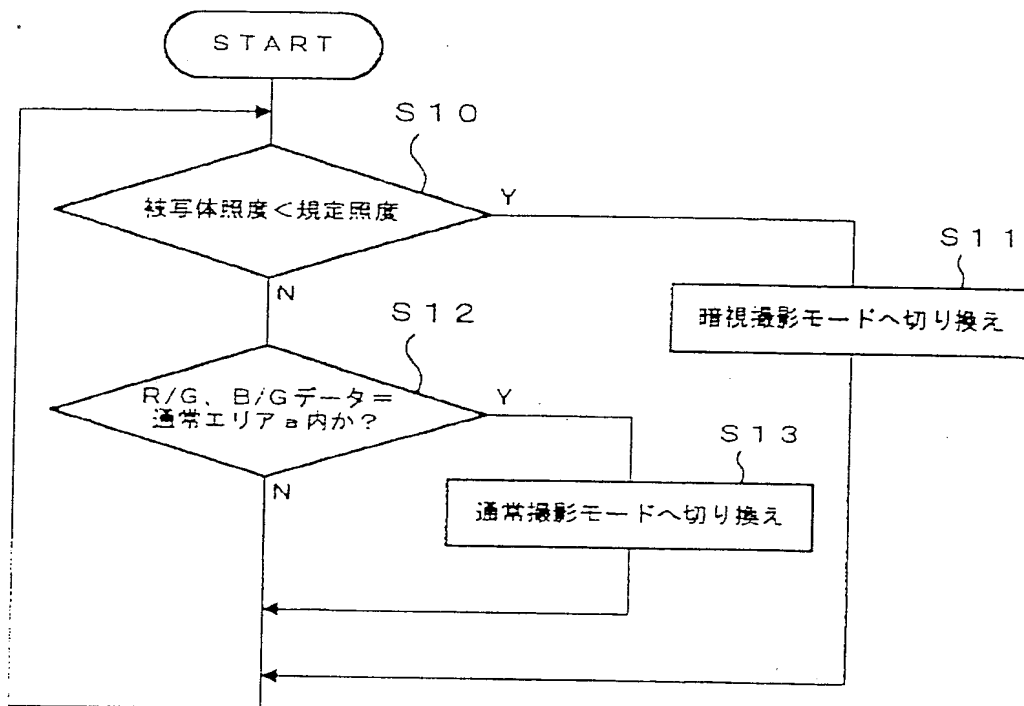 START
S10
被写体照度＜規定照度
Y
N
S11
暗視撮影モードへ切り換え
S12
R/G、B/Gデータ＝
通常エリアa内か？
Y
N
S13
通常撮影モードへ切り換え